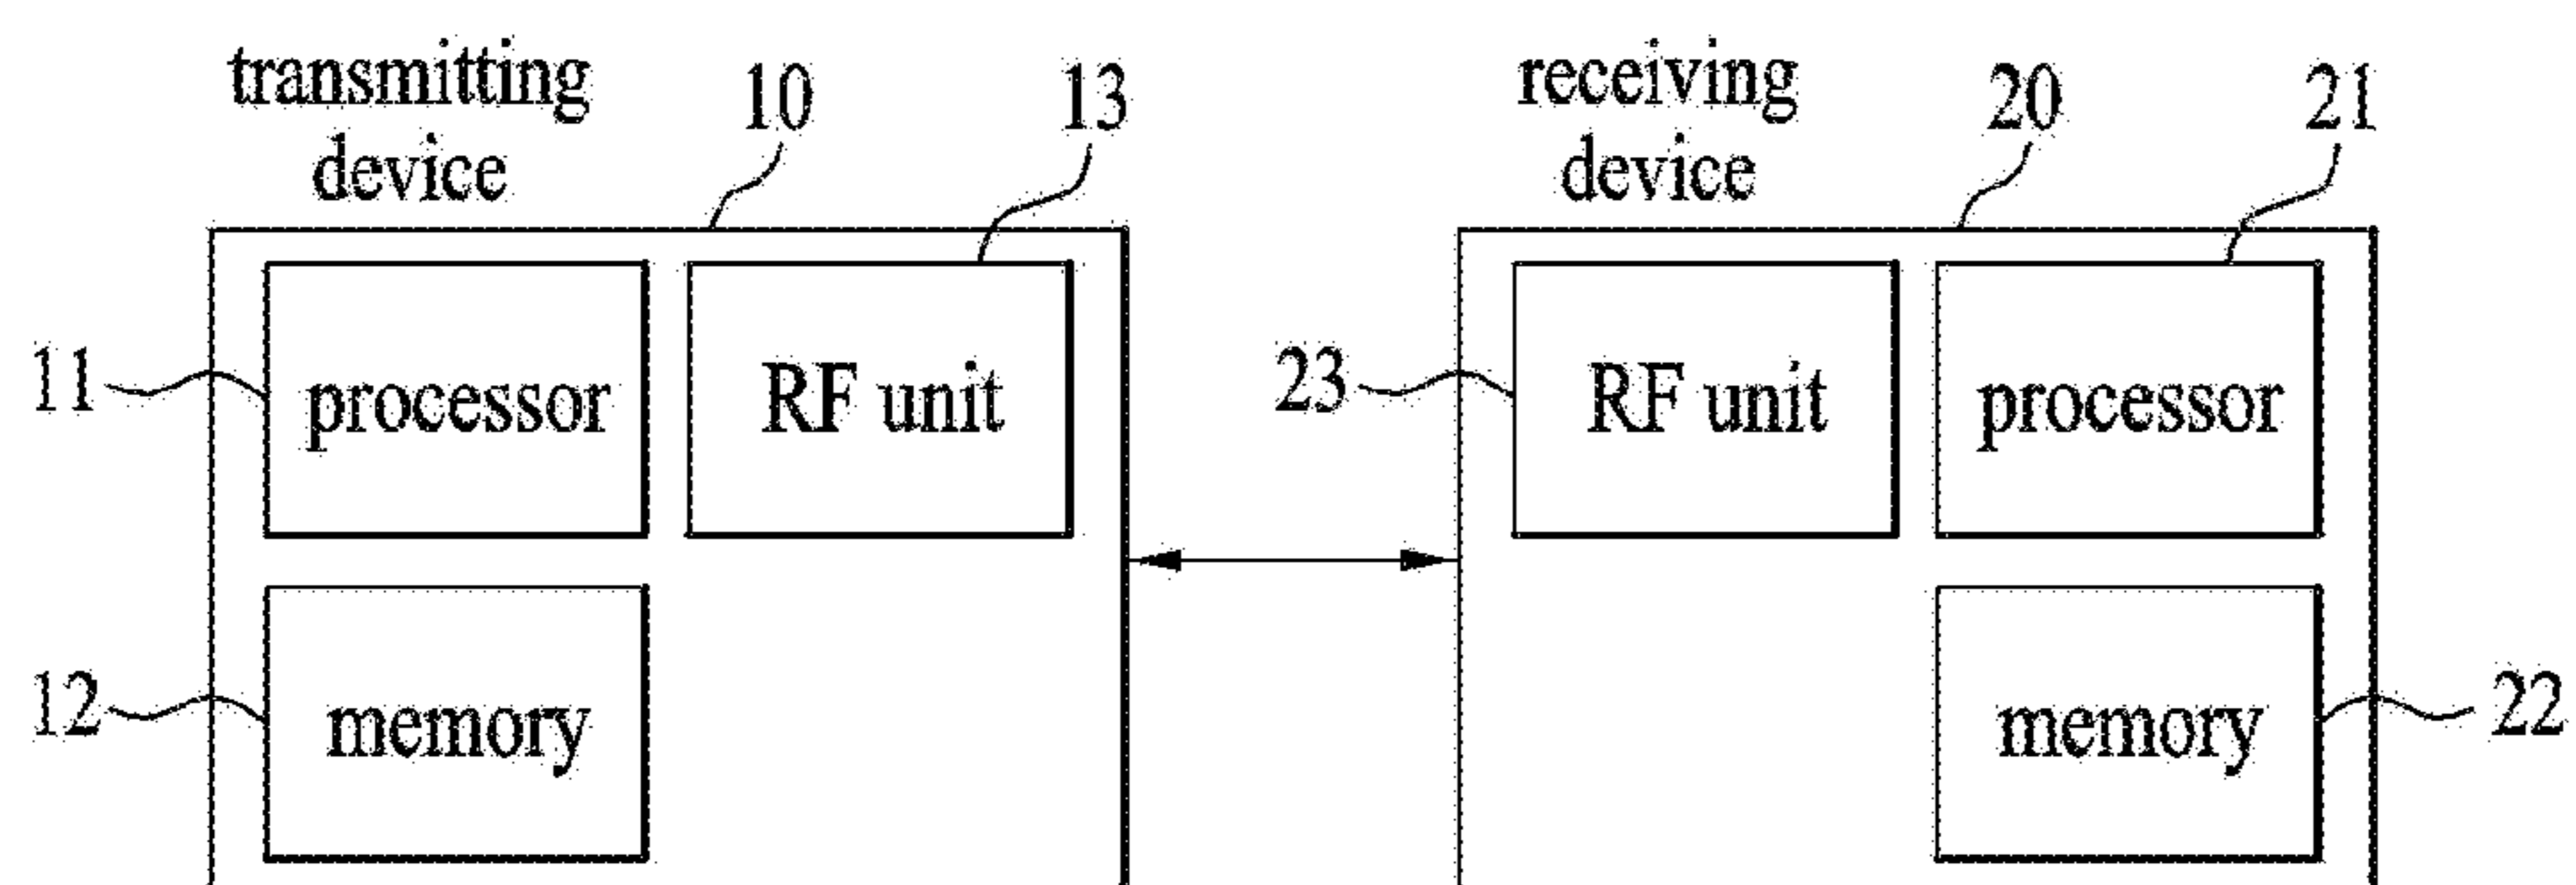 transmitting
device
10
13
receiving
device
20
21
11
processor
RF unit
23
RF unit
processor
12
memory
memory
22